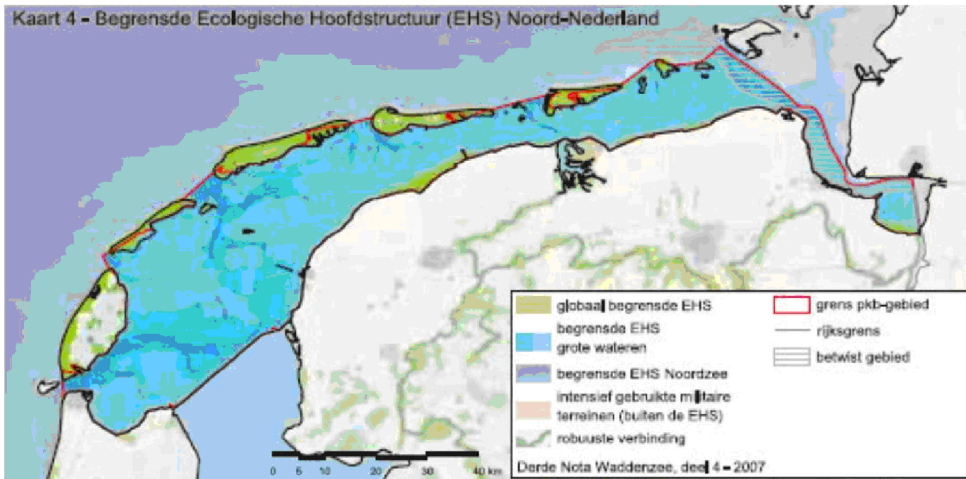 Kaart 4 – Begrensde Ecologische Hoofdstructuur (EHS) Noord-Nederland
globaal begrensde EHS
begrensde EHS
grote wateren
begrensde EHS Noordzee
intensief gebruikte militaire
terreinen (buiten de EHS)
robuuste verbinding
grens pkb-gebied
rijksgrens
betwist gebied
0 5 10 20 30 40 km
Derde Nota Waddenzee, deel 4 – 2007